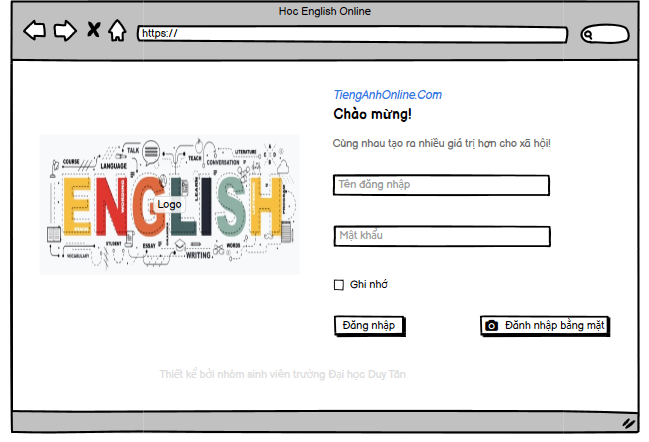 Hoc English Online
https://
TiengAnhOnline.Com
Chào mừng!
Cùng nhau tạo ra nhiều giá trị hơn cho xã hội!
TALK
TEACH
LITERATURE
COURSE
LANGUAGE
CONVERSATION
ENGLISH
Logo
LEARN
STUDENT
ESSAY
WORDS
VOCABULARY
WRITING
Tên đăng nhập
Mật khẩu
Ghi nhớ
Đăng nhập
Đănh nhập bằng mặt
Thiết kế bởi nhóm sinh viên trường Đại học Duy Tân